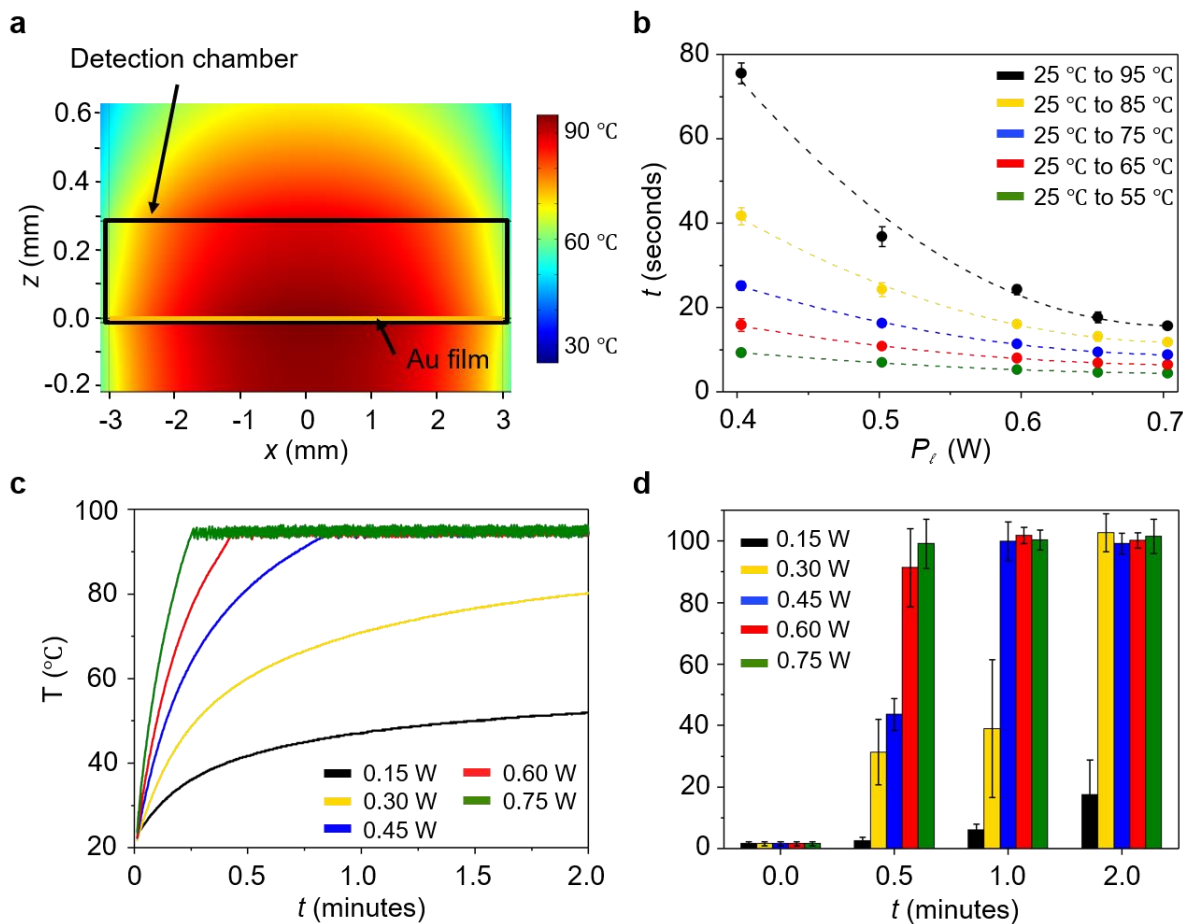 a
Detection chamber
0.6
0.4
0.2
0.0
-0.2
z (mm)
-3 -2 -1 0 1 2 3
x (mm)
Au film
90 °C
60 °C
30 °C
b
80
60
40
20
0
t (seconds)
25 °C to 95 °C
25 °C to 85 °C
25 °C to 75 °C
25 °C to 65 °C
25 °C to 55 °C
0.4 0.5 0.6 0.7
Pℓ (W)
c
100
80
60
40
20
T (°C)
0.15 W 0.60 W
0.30 W 0.75 W
0.45 W
0 0.5 1.0 1.5 2.0
t (minutes)
d
100
80
60
40
20
0
0.15 W
0.30 W
0.45 W
0.60 W
0.75 W
0.0 0.5 1.0 2.0
t (minutes)